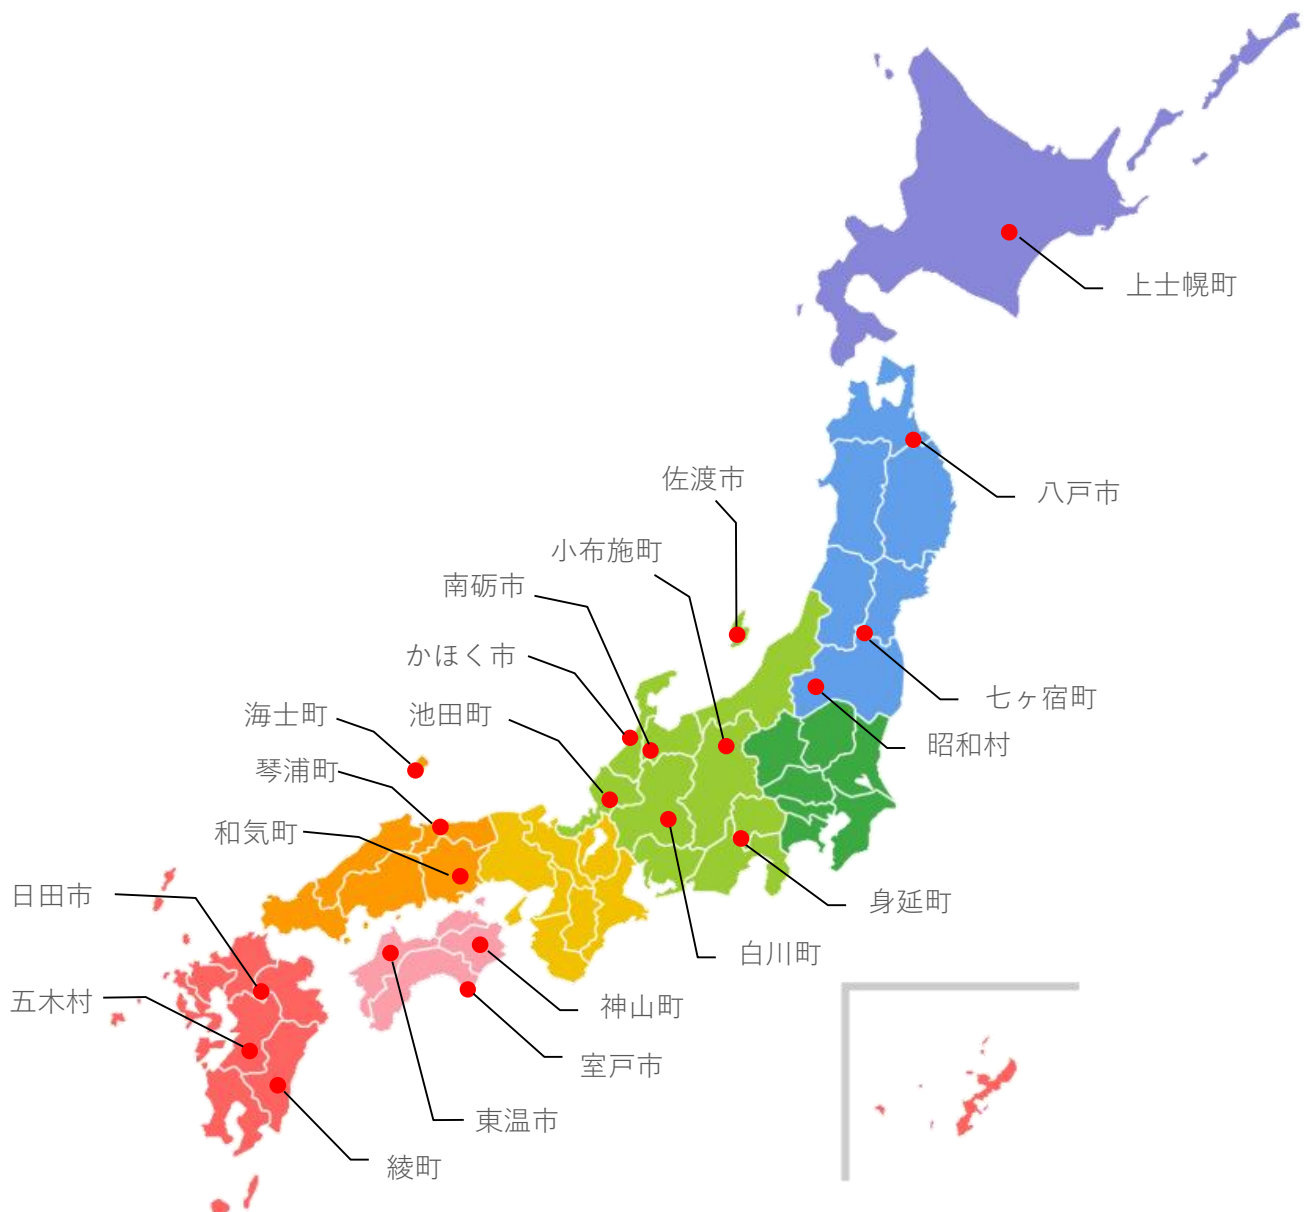 上士幌町
佐渡市
八戸市
小布施町
南砺市
かほく市
七ヶ宿町
海士町
池田町
昭和村
琴浦町
和気町
日田市
身延町
白川町
五木村
神山町
室戸市
東温市
綾町